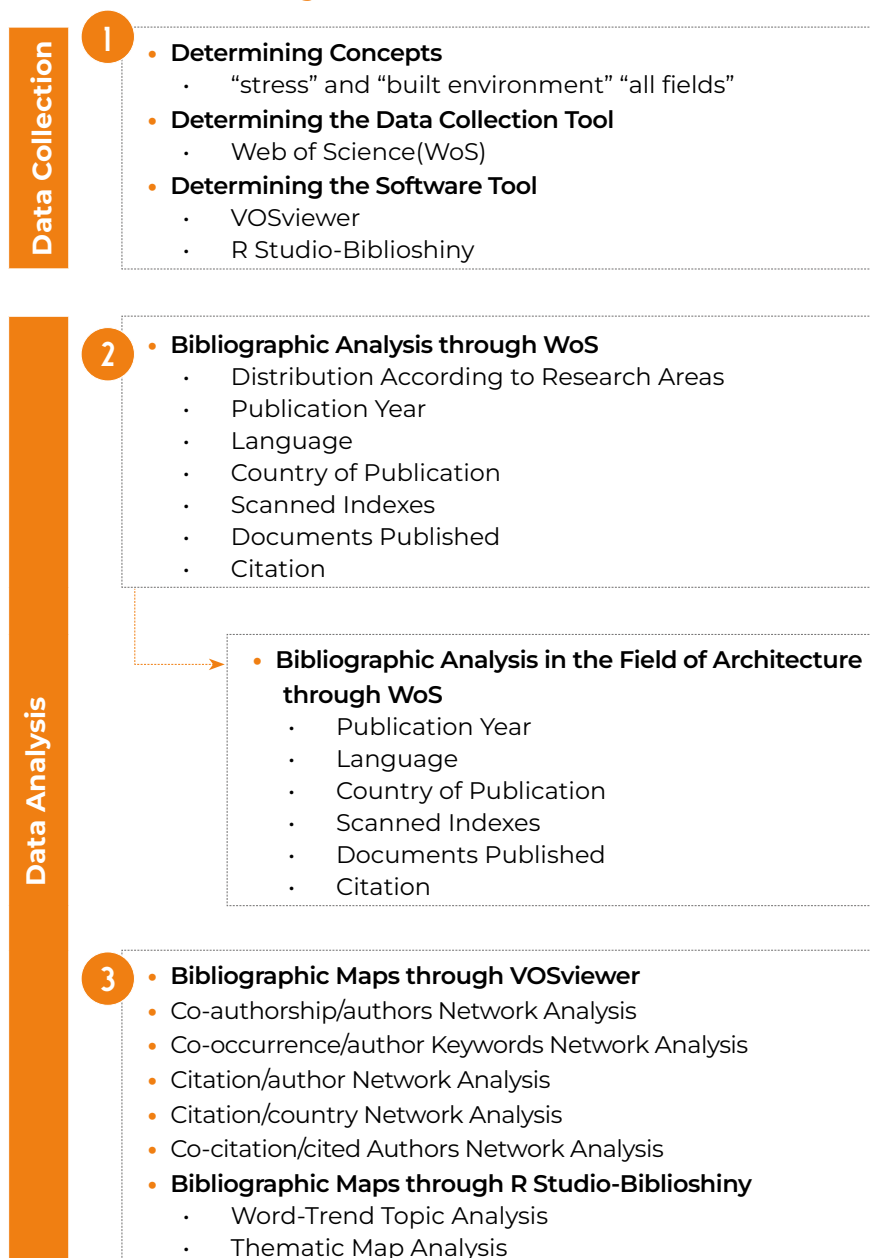 Data Collection
1
• Determining Concepts
· “stress” and “built environment” “all fields”
• Determining the Data Collection Tool
· Web of Science(WoS)
• Determining the Software Tool
· VOSviewer
· R Studio-Biblioshiny
Data Analysis
2
• Bibliographic Analysis through WoS
· Distribution According to Research Areas
· Publication Year
· Language
· Country of Publication
· Scanned Indexes
· Documents Published
· Citation
• Bibliographic Analysis in the Field of Architecture
through WoS
· Publication Year
· Language
· Country of Publication
· Scanned Indexes
· Documents Published
· Citation
3
• Bibliographic Maps through VOSviewer
• Co-authorship/authors Network Analysis
• Co-occurrence/author Keywords Network Analysis
• Citation/author Network Analysis
• Citation/country Network Analysis
• Co-citation/cited Authors Network Analysis
• Bibliographic Maps through R Studio-Biblioshiny
· Word-Trend Topic Analysis
· Thematic Map Analysis